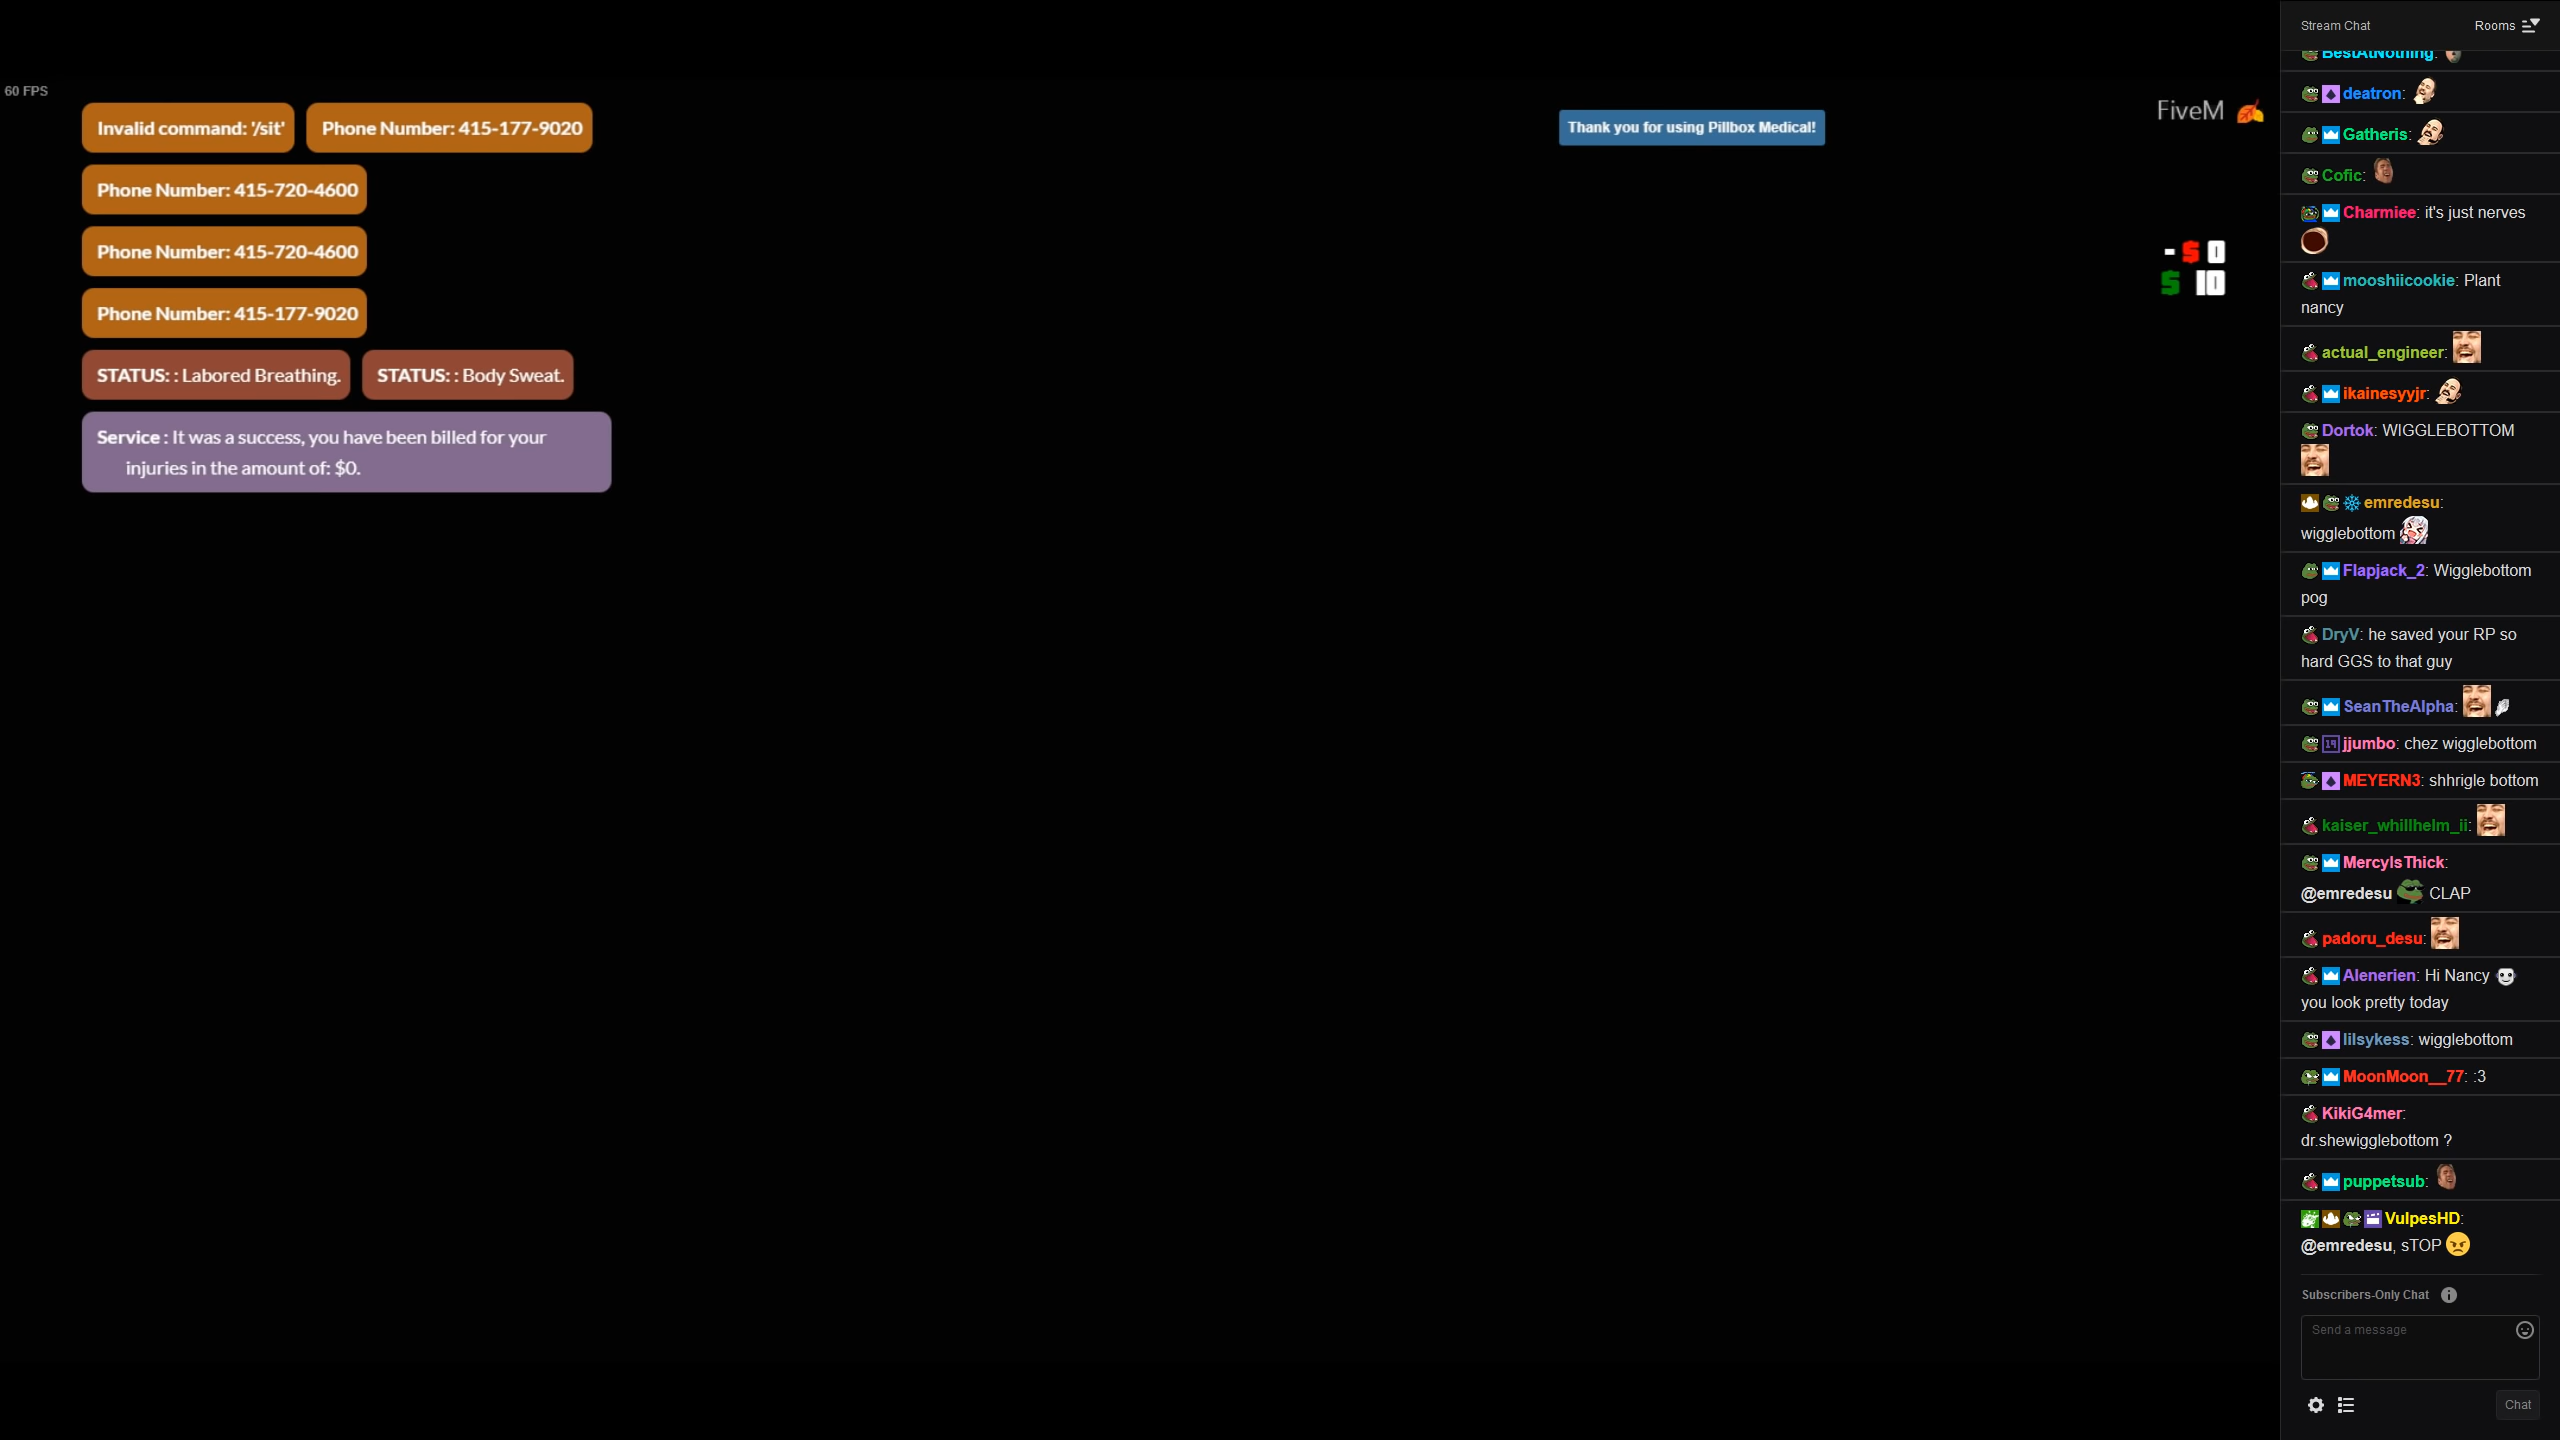 60 FPS
Invalid command: '/sit'
Phone Number: 415-177-9020
Phone Number: 415-720-4600
Phone Number: 415-720-4600
Phone Number: 415-177-9020
STATUS: : Labored Breathing.
STATUS: : Body Sweat.
Service : It was a success, you have been billed for your
injuries in the amount of: $0.
Thank you for using Pillbox Medical!
FiveM
- $ 0
$ 10
Stream Chat
Rooms
BestAtNothing:
deatron:
Gatheris:
Cofic:
Charmiee: it's just nerves
mooshiicookie: Plant
nancy
actual_engineer:
ikainesyyjr:
Dortok: WIGGLEBOTTOM
emredesu:
wigglebottom
Flapjack_2: Wigglebottom
pog
DryV: he saved your RP so
hard GGS to that guy
SeanTheAlpha:
jjumbo: chez wigglebottom
MEYERN3: shhrigle bottom
kaiser_whillhelm_ii:
MercyIsThick:
@emredesu CLAP
padoru_desu:
Alenerien: Hi Nancy
you look pretty today
lilsykess: wigglebottom
MoonMoon__77: :3
KikiG4mer:
dr.shewigglebottom ?
puppetsub:
VulpesHD:
@emredesu, sTOP
Subscribers-Only Chat
Send a message
Chat